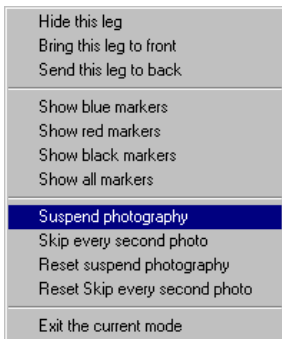 Hide this leg
Bring this leg to front
Send this leg to back
Show blue markers
Show red markers
Show black markers
Show all markers
Suspend photography
Skip every second photo
Reset suspend photography
Reset Skip every second photo
Exit the current mode